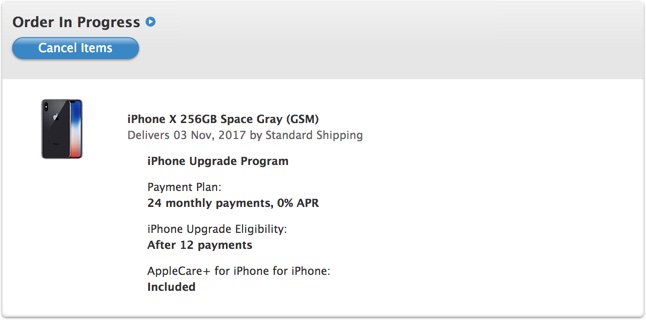 Order In Progress
Cancel Items
iPhone X 256GB Space Gray (GSM)
Delivers 03 Nov, 2017 by Standard Shipping
iPhone Upgrade Program
Payment Plan:
24 monthly payments, 0% APR
iPhone Upgrade Eligibility:
After 12 payments
AppleCare+ for iPhone for iPhone:
Included